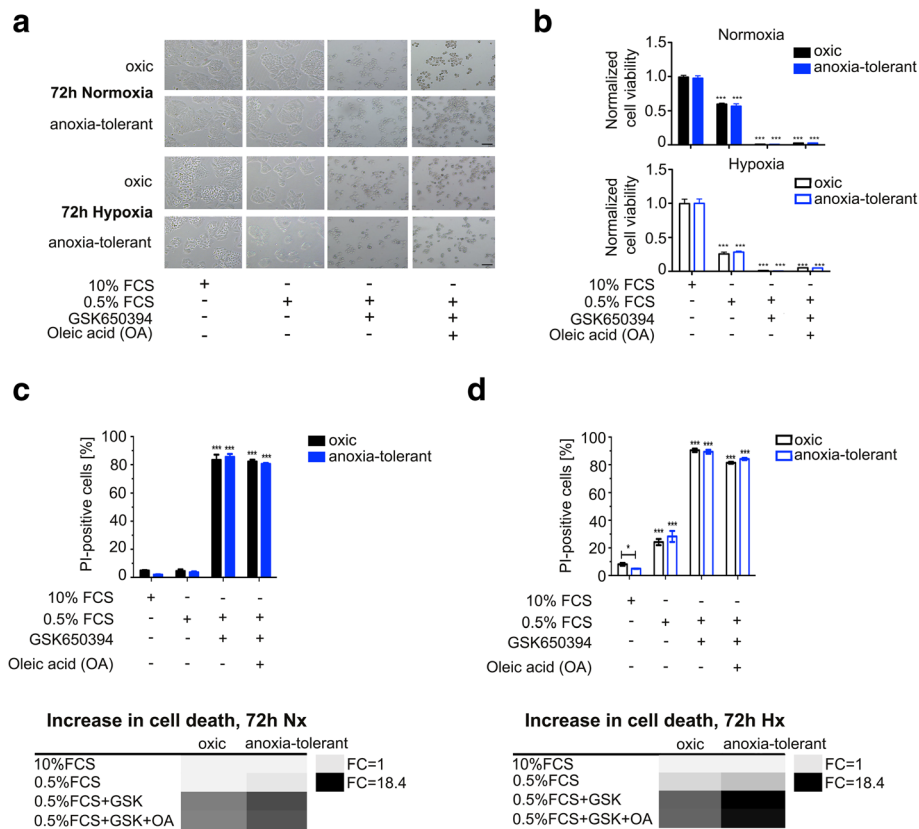 a
oxic
72h Normoxia
anoxia-tolerant
oxic
72h Hypoxia
anoxia-tolerant
10% FCS + - - -
0.5% FCS - + + +
GSK650394 - - + +
Oleic acid (OA) - - - +
b
Normoxia
Normalized
cell viability
1.5
1.0
0.5
0
*** *** *** *** *** ***
oxic
anoxia-tolerant
Hypoxia
Normalized
cell viability
1.5
1.0
0.5
0
*** *** *** *** *** ***
oxic
anoxia-tolerant
10% FCS + - - -
0.5% FCS - + + +
GSK650394 - - + +
Oleic acid (OA) - - - +
c
PI-positive cells [%]
100
80
60
40
20
0
*** *** *** ***
oxic
anoxia-tolerant
10% FCS + - - -
0.5% FCS - + + +
GSK650394 - - + +
Oleic acid (OA) - - - +
Increase in cell death, 72h Nx
oxic anoxia-tolerant
10%FCS
0.5%FCS
0.5%FCS+GSK
0.5%FCS+GSK+OA
FC=1
FC=18.4
d
PI-positive cells [%]
100
80
60
40
20
0
* *** *** *** *** *** ***
oxic
anoxia-tolerant
10% FCS + - - -
0.5% FCS - + + +
GSK650394 - - + +
Oleic acid (OA) - - - +
Increase in cell death, 72h Hx
oxic anoxia-tolerant
10%FCS
0.5%FCS
0.5%FCS+GSK
0.5%FCS+GSK+OA
FC=1
FC=18.4